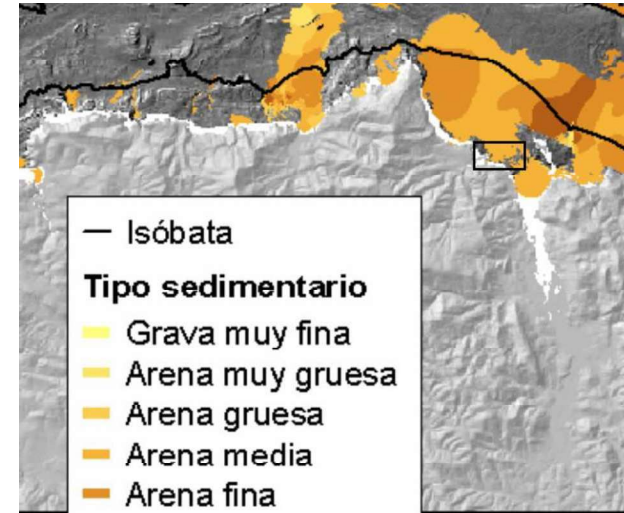 Isóbata
Tipo sedimentario
Grava muy fina
Arena muy gruesa
Arena gruesa
Arena media
Arena fina